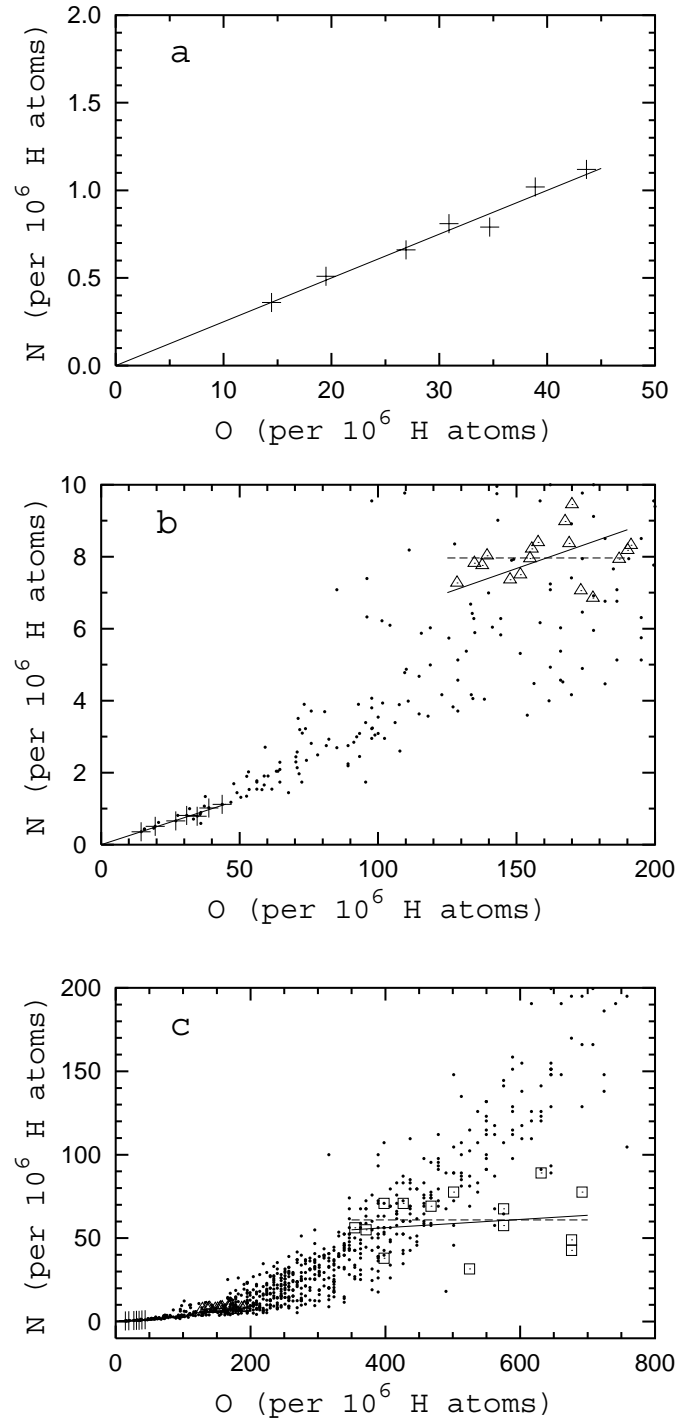 a
2.0
1.5
1.0
0.5
0.0
N (per 10^6 H atoms)
0 10 20 30 40 50
O (per 10^6 H atoms)
b
10
8
6
4
2
0
N (per 10^6 H atoms)
0 50 100 150 200
O (per 10^6 H atoms)
c
200
150
100
50
0
N (per 10^6 H atoms)
0 200 400 600 800
O (per 10^6 H atoms)